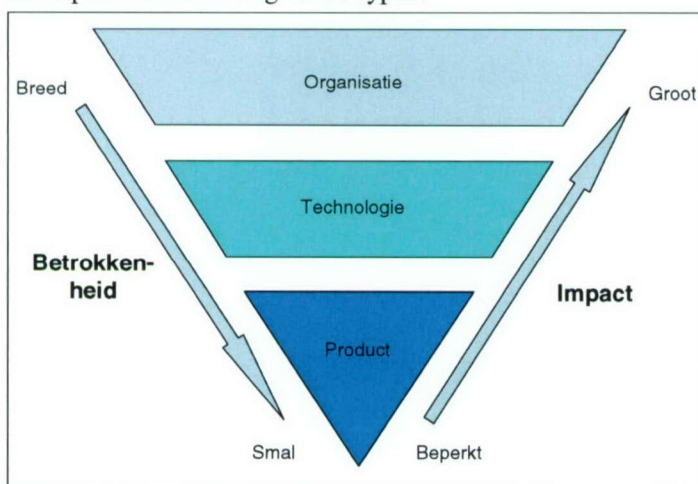 Breed
Organisatie
Groot
Technologie
Betrokken-
heid
Impact
Product
Smal
Beperkt